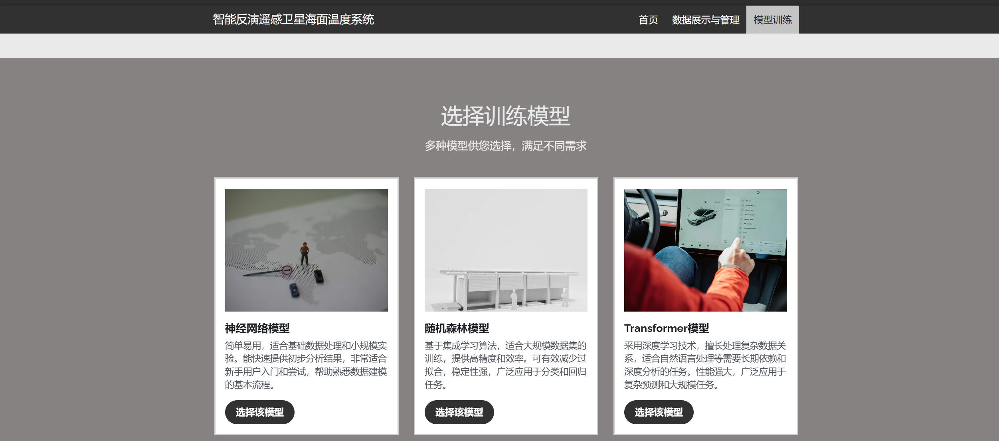 智能反演遥感卫星海面温度系统
首页
数据展示与管理
模型训练
选择训练模型
多种模型供您选择，满足不同需求
神经网络模型
简单易用，适合基础数据处理和小规模实
验。能快速提供初步分析结果，非常适合
新手用户入门和尝试，帮助熟悉数据建模
的基本流程。
选择该模型
随机森林模型
基于集成学习算法，适合大规模数据集的
训练，提供高精度和效率。可有效减少过
拟合，稳定性强，广泛应用于分类和回归
任务。
选择该模型
Transformer模型
采用深度学习技术，擅长处理复杂数据关
系，适合自然语言处理等需要长期依赖和
深度分析的任务。性能强大，广泛应用于
复杂预测和大规模任务。
选择该模型